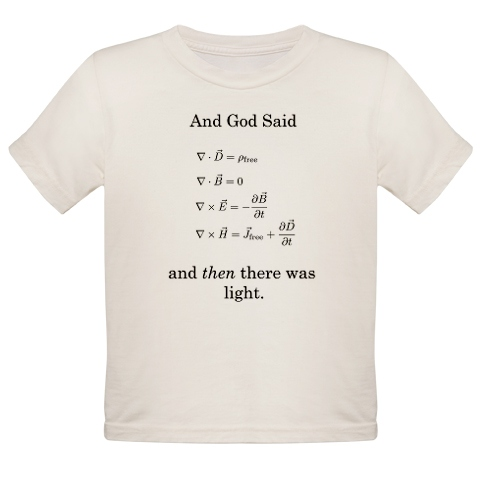 And God Said
∇ · D⃗ = ρfree
∇ · B⃗ = 0
∇ × E⃗ = −∂B⃗/∂t
∇ × H⃗ = J⃗free + ∂D⃗/∂t
and then there was
light.